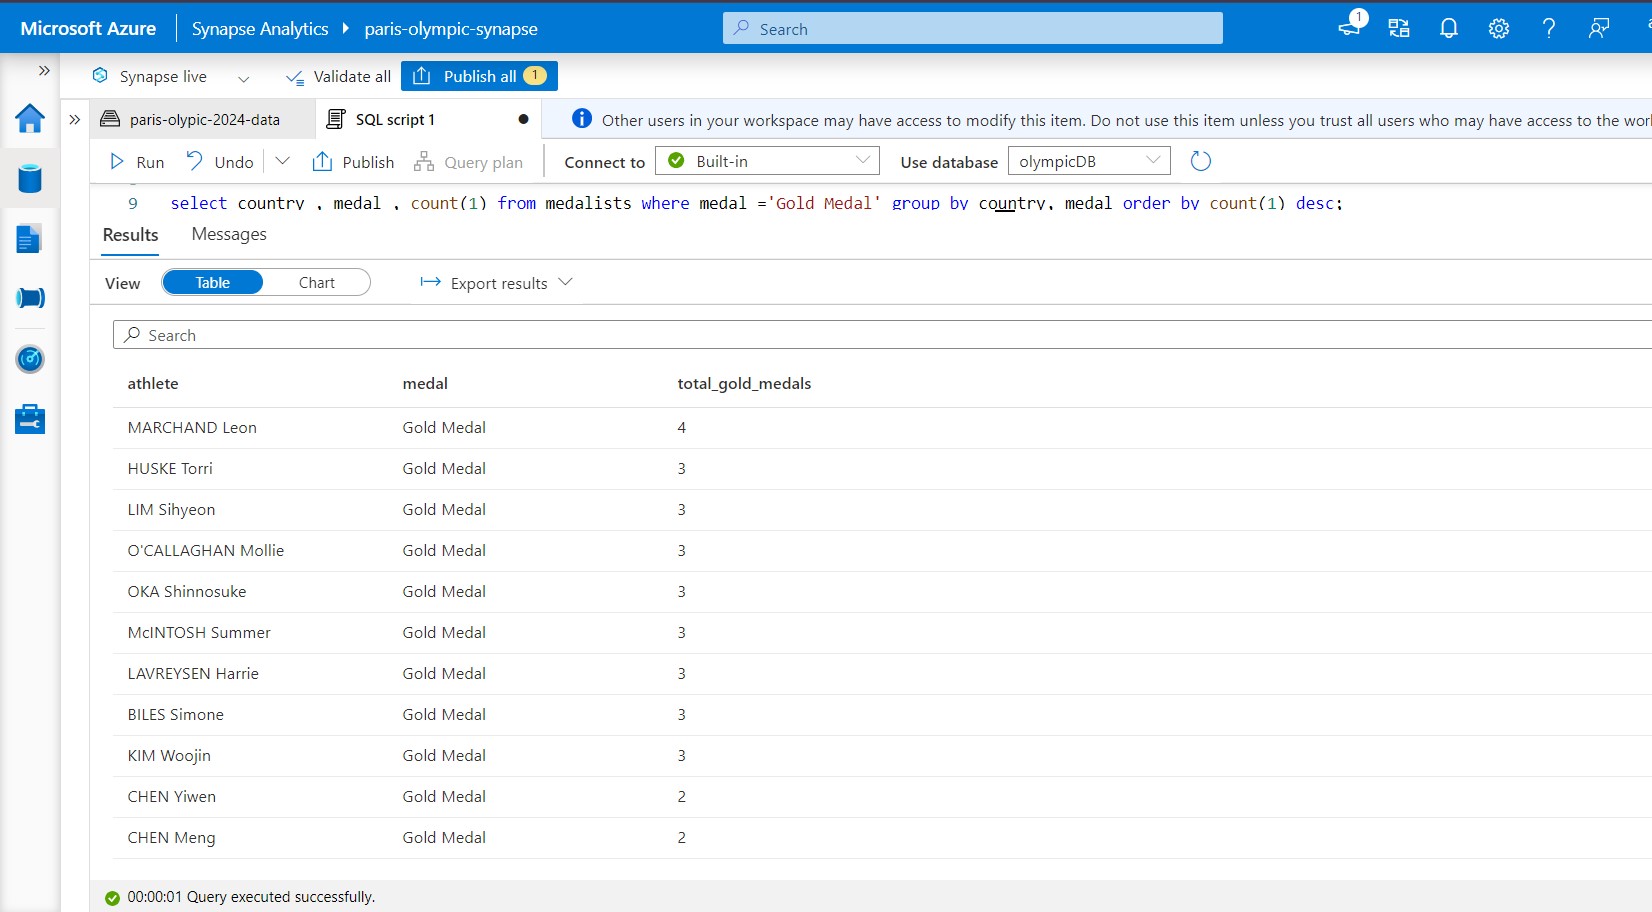 Microsoft Azure Synapse Analytics paris-olympic-synapse Search 1
Synapse live Validate all Publish all 1
paris-olypic-2024-data SQL script 1 Other users in your workspace may have access to modify this item. Do not use this item unless you trust all users who may have access to the
Run Undo Publish Query plan Connect to Built-in Use database olympicDB
9 select country , medal , count(1) from medalists where medal ='Gold Medal' group by country, medal order by count(1) desc;
Results Messages
View Table Chart Export results
Search
athlete medal total_gold_medals
MARCHAND Leon Gold Medal 4
HUSKE Torri Gold Medal 3
LIM Sihyeon Gold Medal 3
O'CALLAGHAN Mollie Gold Medal 3
OKA Shinnosuke Gold Medal 3
McINTOSH Summer Gold Medal 3
LAVREYSEN Harrie Gold Medal 3
BILES Simone Gold Medal 3
KIM Woojin Gold Medal 3
CHEN Yiwen Gold Medal 2
CHEN Meng Gold Medal 2
00:00:01 Query executed successfully.